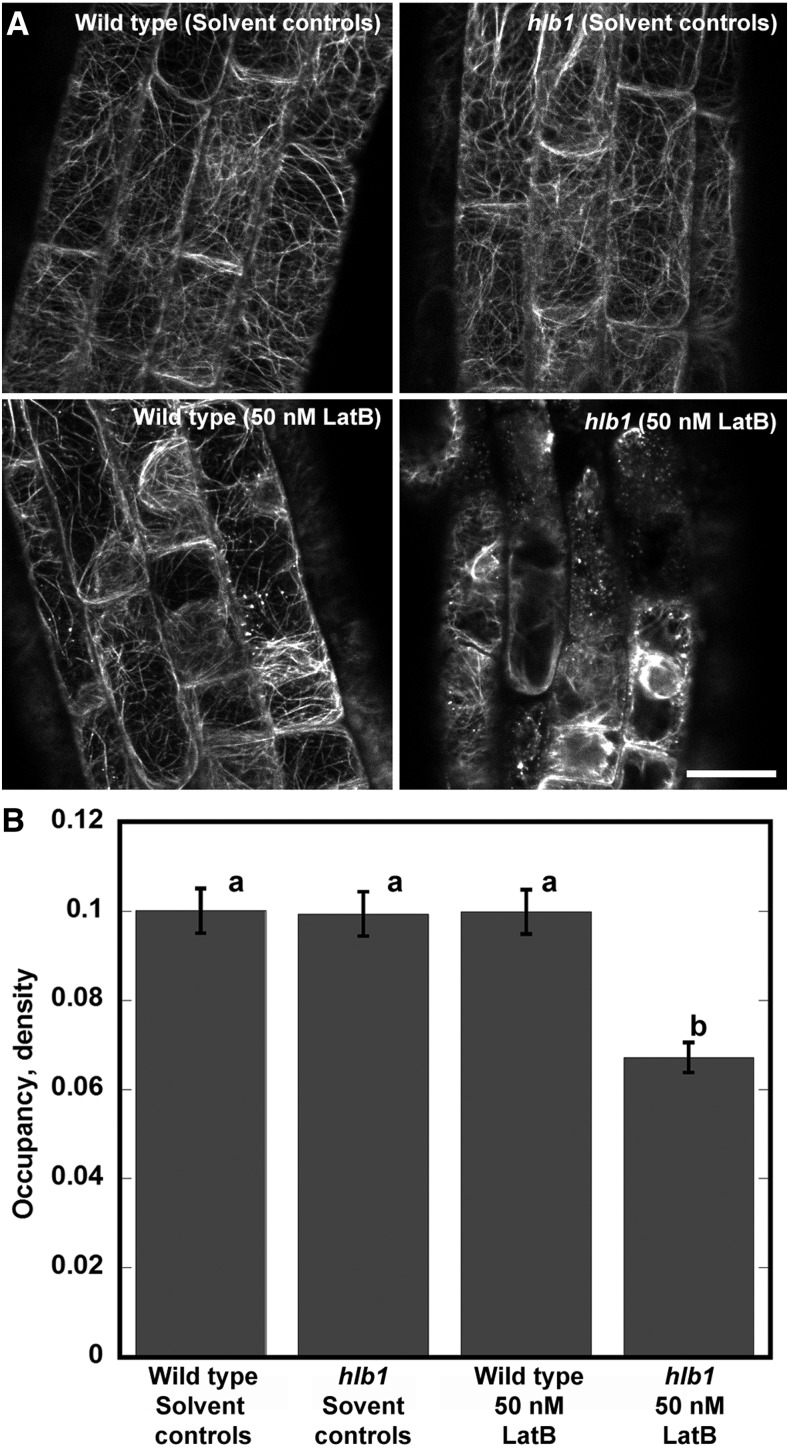 A
Wild type (Solvent controls)
hlb1 (Solvent controls)
Wild type (50 nM LatB)
hlb1 (50 nM LatB)
B
0.12
0.1
0.08
0.06
0.04
0.02
0
Occupancy, density
a
a
a
b
Wild type
Solvent
controls
hlb1
Sovent
controls
Wild type
50 nM
LatB
hlb1
50 nM
LatB